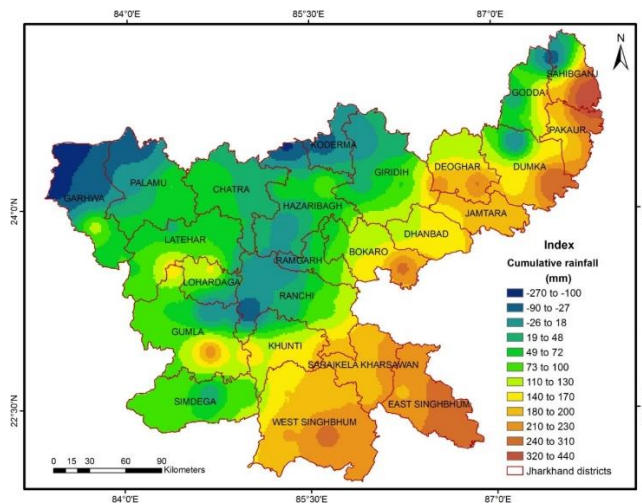 84°0'E 85°30'E 87°0'E
N
SAHIBGANJ
GODDA
PAKAUR
KODERMA
DUMKA
GIRIDIH
DEOGHAR
GARHWA
PALAMU
CHATRA
HAZARIBAGH
JAMTARA
24°0'N
LATEHAR
DHANBAD
BOKARO
RAMGARH
LOHARDAGA
RANCHI
GUMLA
KHUNTI
SARAIKELA KHARSAWAN
SIMDEGA
EAST SINGHBHUM
22°30'N
WEST SINGHBHUM
Index
Cumulative rainfall
(mm)
-270 to -100
-90 to -27
-26 to 18
19 to 48
49 to 72
73 to 100
110 to 130
140 to 170
180 to 200
210 to 230
240 to 310
320 to 440
Jharkhand districts
0 15 30 60 90
Kilometers
84°0'E 85°30'E 87°0'E